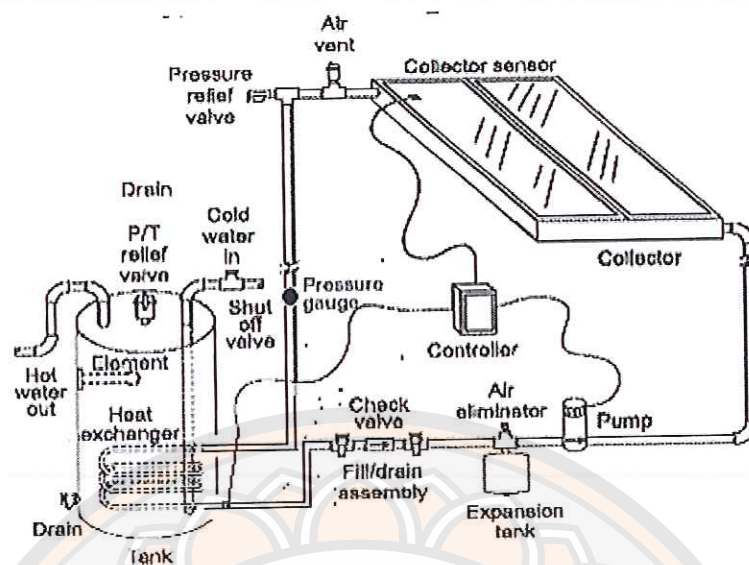 Air
vent
Collector sensor
Pressure
relief
valve
Drain
P/T
relief
valve
Cold
water
in
Shut
off
valve
Pressure
gauge
Collector
Controller
Hot
water
out
Element
Heat
exchanger
Check
valve
Fill/drain
assembly
Air
eliminator
Pump
Expansion
tank
Drain
Tank